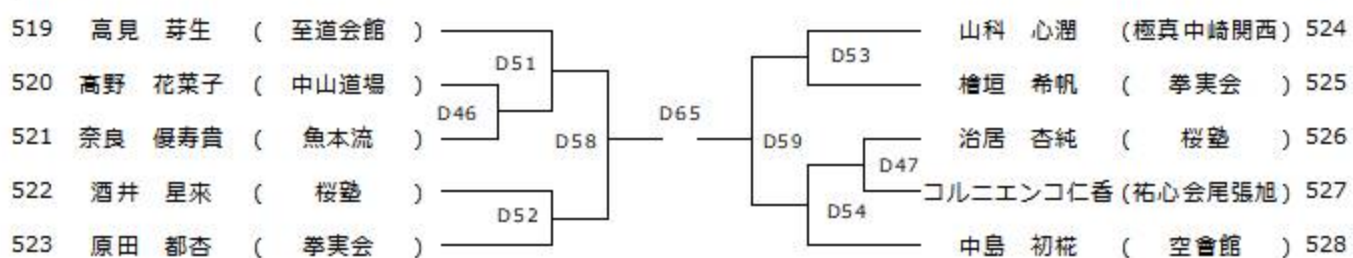 519 高見 芽生 ( 至道会館 ) 山科 心潤 (極真中崎関西) 524
D51 D53
520 高野 花菜子 ( 中山道場 ) 檜垣 希帆 ( 拳実会 ) 525
D46 D65
521 奈良 優寿貴 ( 魚本流 ) D58 D59 治居 杏純 ( 桜塾 ) 526
D47
522 酒井 星來 ( 桜塾 ) コルニエンコ仁香 (祐心会尾張旭) 527
D52 D54
523 原田 都杏 ( 拳実会 ) 中島 初椛 ( 空會館 ) 528